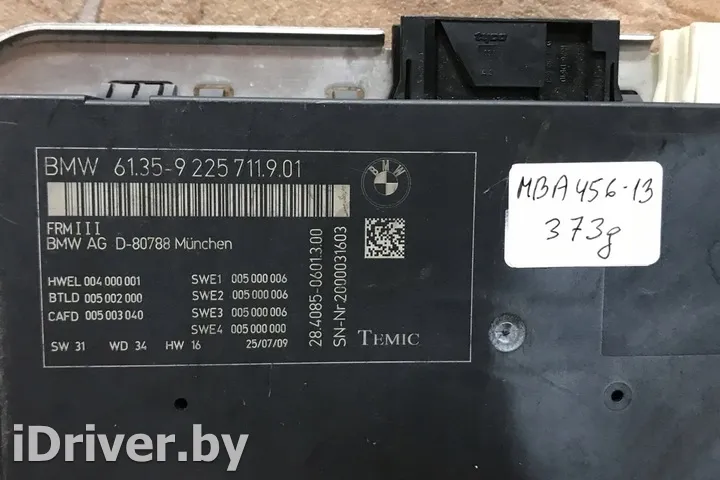 tyco
BMW 61.35-9 225 711.9.01
BMW
FRMIII
BMW AG D-80788 München
HWEL 004 000 001
BTLD 005 002 000
CAFD 005 003 040
SWE1 005 000 006
SWE2 005 000 006
SWE3 005 000 006
SWE4 005 000 000
SW 31 WD 34 HW 16 25/07/09
28.4085-0601.3.00
SN-Nr.2000031603
TEMIC
MBA456-13
373g
iDriver.by